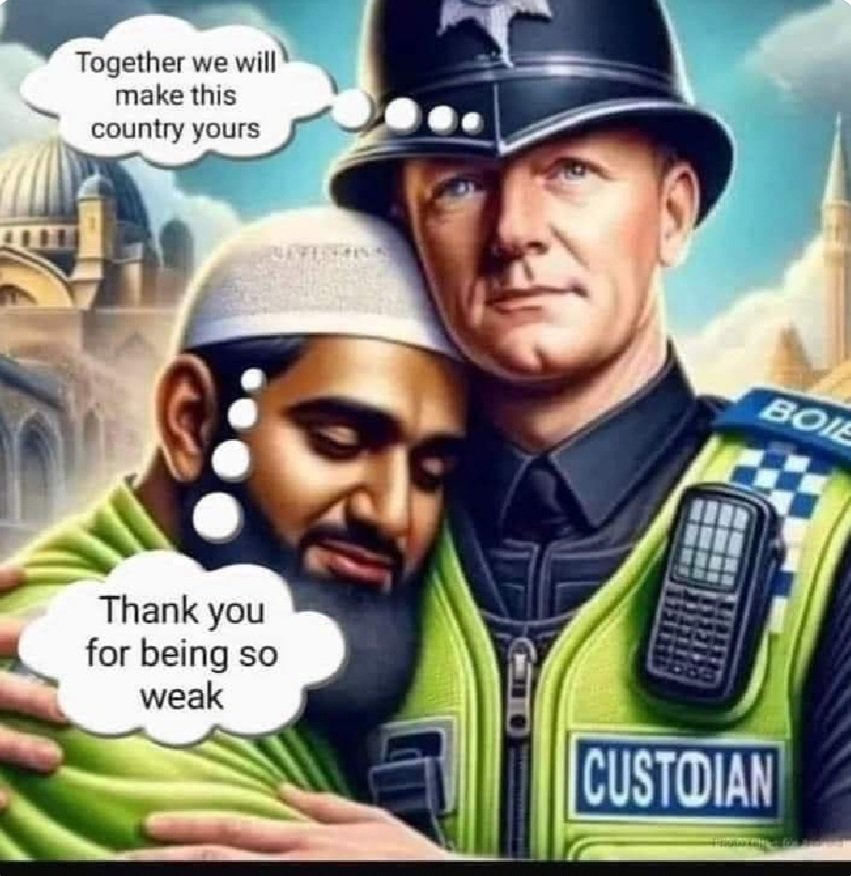 Together we will
make this
country yours
Thank you
for being so
weak
CUSTODIAN